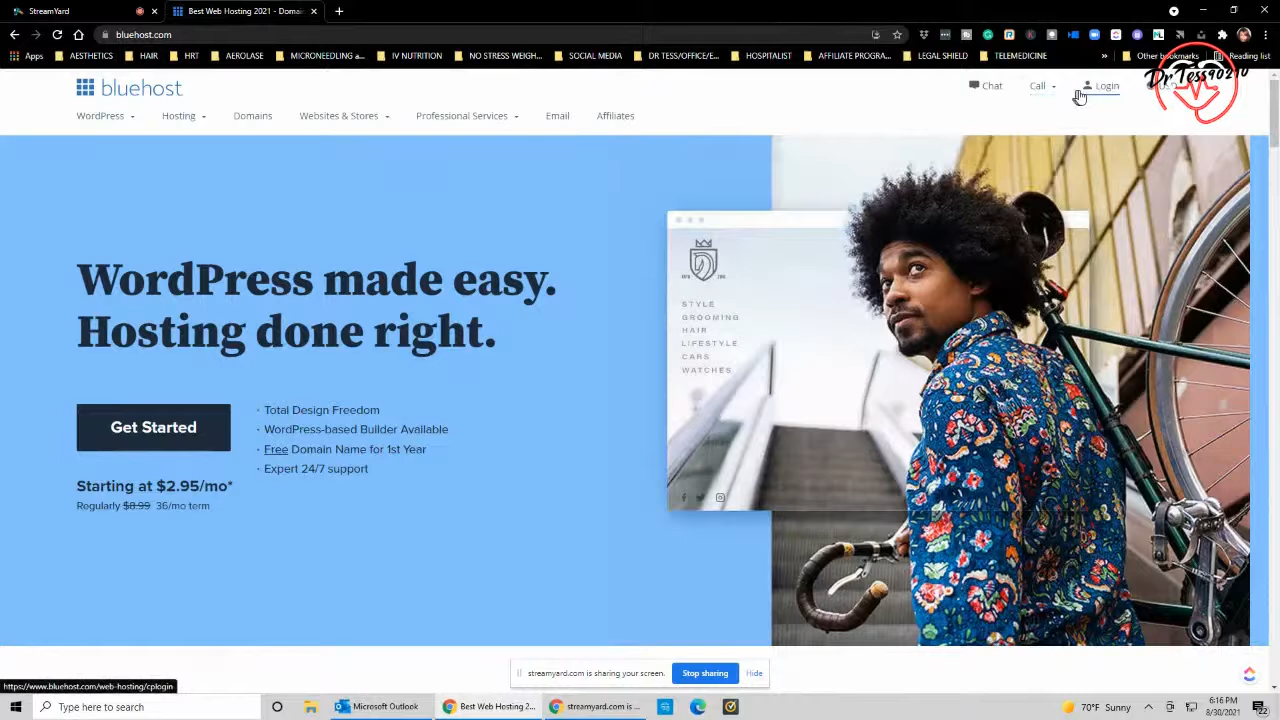 StreamYard
Best Web Hosting 2021 - Domai
bluehost.com
Apps
AESTHETICS
HAIR
HRT
AEROLASE
MICRONEEDLING a...
IV NUTRITION
NO STRESS WEIGH...
SOCIAL MEDIA
DR TESS/OFFICE/E...
HOSPITALIST
AFFILIATE PROGRA...
LEGAL SHIELD
TELEMEDICINE
Other bookmarks
Reading list
bluehost
Chat
Call
Login
DrTess90210
WordPress
Hosting
Domains
Websites & Stores
Professional Services
Email
Affiliates
WordPress made easy.
Hosting done right.
Get Started
Starting at $2.95/mo*
Regularly $8.99 36/mo term
· Total Design Freedom
· WordPress-based Builder Available
· Free Domain Name for 1st Year
· Expert 24/7 support
STYLE
GROOMING
HAIR
LIFESTYLE
CARS
WATCHES
streamyard.com is sharing your screen.
Stop sharing
Hide
https://www.bluehost.com/web-hosting/cplogin
Type here to search
Microsoft Outlook
Best Web Hosting 2...
streamyard.com is ...
70°F Sunny
6:16 PM
8/30/2021
22